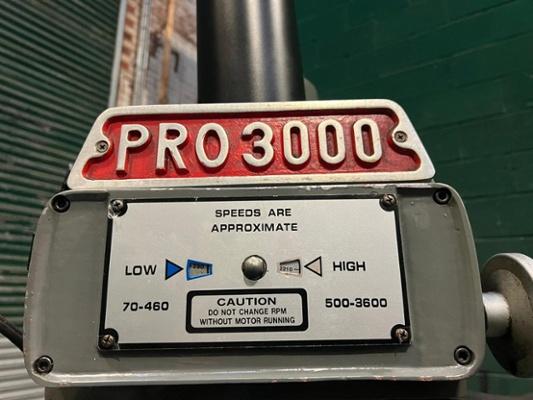 PRO 3000
SPEEDS ARE
APPROXIMATE
LOW
HIGH
70-460
500-3600
CAUTION
DO NOT CHANGE RPM
WITHOUT MOTOR RUNNING